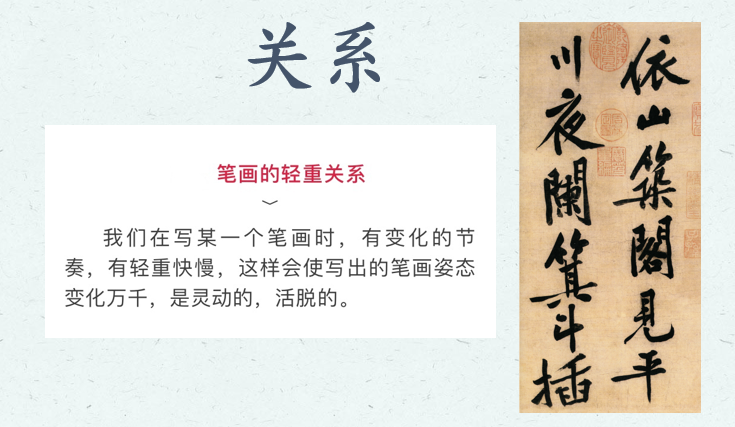 关系
笔画的轻重关系
我们在写某一个笔画时，有变化的节
奏，有轻重快慢，这样会使写出的笔画姿态
变化万千，是灵动的，活脱的。
依山築閣見平
川夜闌箕斗插